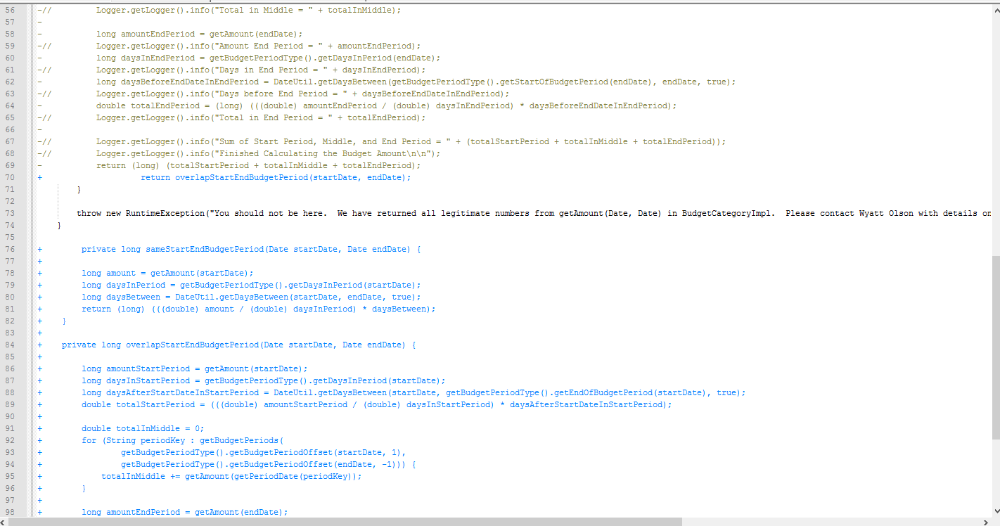 56 -//         Logger.getLogger().info("Total in Middle = " + totalInMiddle);
57 -
58 -         long amountEndPeriod = getAmount(endDate);
59 -//         Logger.getLogger().info("Amount End Period = " + amountEndPeriod);
60 -         long daysInEndPeriod = getBudgetPeriodType().getDaysInPeriod(endDate);
61 -//         Logger.getLogger().info("Days in End Period = " + daysInEndPeriod);
62 -         long daysBeforeEndDateInEndPeriod = DateUtil.getDaysBetween(getBudgetPeriodType().getStartOfBudgetPeriod(endDate), endDate, true);
63 -//         Logger.getLogger().info("Days before End Period = " + daysBeforeEndDateInEndPeriod);
64 -         double totalEndPeriod = (long) (((double) amountEndPeriod / (double) daysInEndPeriod) * daysBeforeEndDateInEndPeriod);
65 -//         Logger.getLogger().info("Total in End Period = " + totalEndPeriod);
66 -
67 -//         Logger.getLogger().info("Sum of Start Period, Middle, and End Period = " + (totalStartPeriod + totalInMiddle + totalEndPeriod));
68 -//         Logger.getLogger().info("Finished Calculating the Budget Amount\n\n");
69 -         return (long) (totalStartPeriod + totalInMiddle + totalEndPeriod);
70 +                  return overlapStartEndBudgetPeriod(startDate, endDate);
71         }
72
73         throw new RuntimeException("You should not be here.  We have returned all legitimate numbers from getAmount(Date, Date) in BudgetCategoryImpl.  Please contact Wyatt Olson with details on
74     }
75
76 +        private long sameStartEndBudgetPeriod(Date startDate, Date endDate) {
77 +
78 +        long amount = getAmount(startDate);
79 +        long daysInPeriod = getBudgetPeriodType().getDaysInPeriod(startDate);
80 +        long daysBetween = DateUtil.getDaysBetween(startDate, endDate, true);
81 +        return (long) (((double) amount / (double) daysInPeriod) * daysBetween);
82 +    }
83 +
84 +    private long overlapStartEndBudgetPeriod(Date startDate, Date endDate) {
85 +
86 +        long amountStartPeriod = getAmount(startDate);
87 +        long daysInStartPeriod = getBudgetPeriodType().getDaysInPeriod(startDate);
88 +        long daysAfterStartDateInStartPeriod = DateUtil.getDaysBetween(startDate, getBudgetPeriodType().getEndOfBudgetPeriod(startDate), true);
89 +        double totalStartPeriod = (((double) amountStartPeriod / (double) daysInStartPeriod) * daysAfterStartDateInStartPeriod);
90 +
91 +        double totalInMiddle = 0;
92 +        for (String periodKey : getBudgetPeriods(
93 +                getBudgetPeriodType().getBudgetPeriodOffset(startDate, 1),
94 +                getBudgetPeriodType().getBudgetPeriodOffset(endDate, -1))) {
95 +            totalInMiddle += getAmount(getPeriodDate(periodKey));
96 +        }
97 +
98 +        long amountEndPeriod = getAmount(endDate);